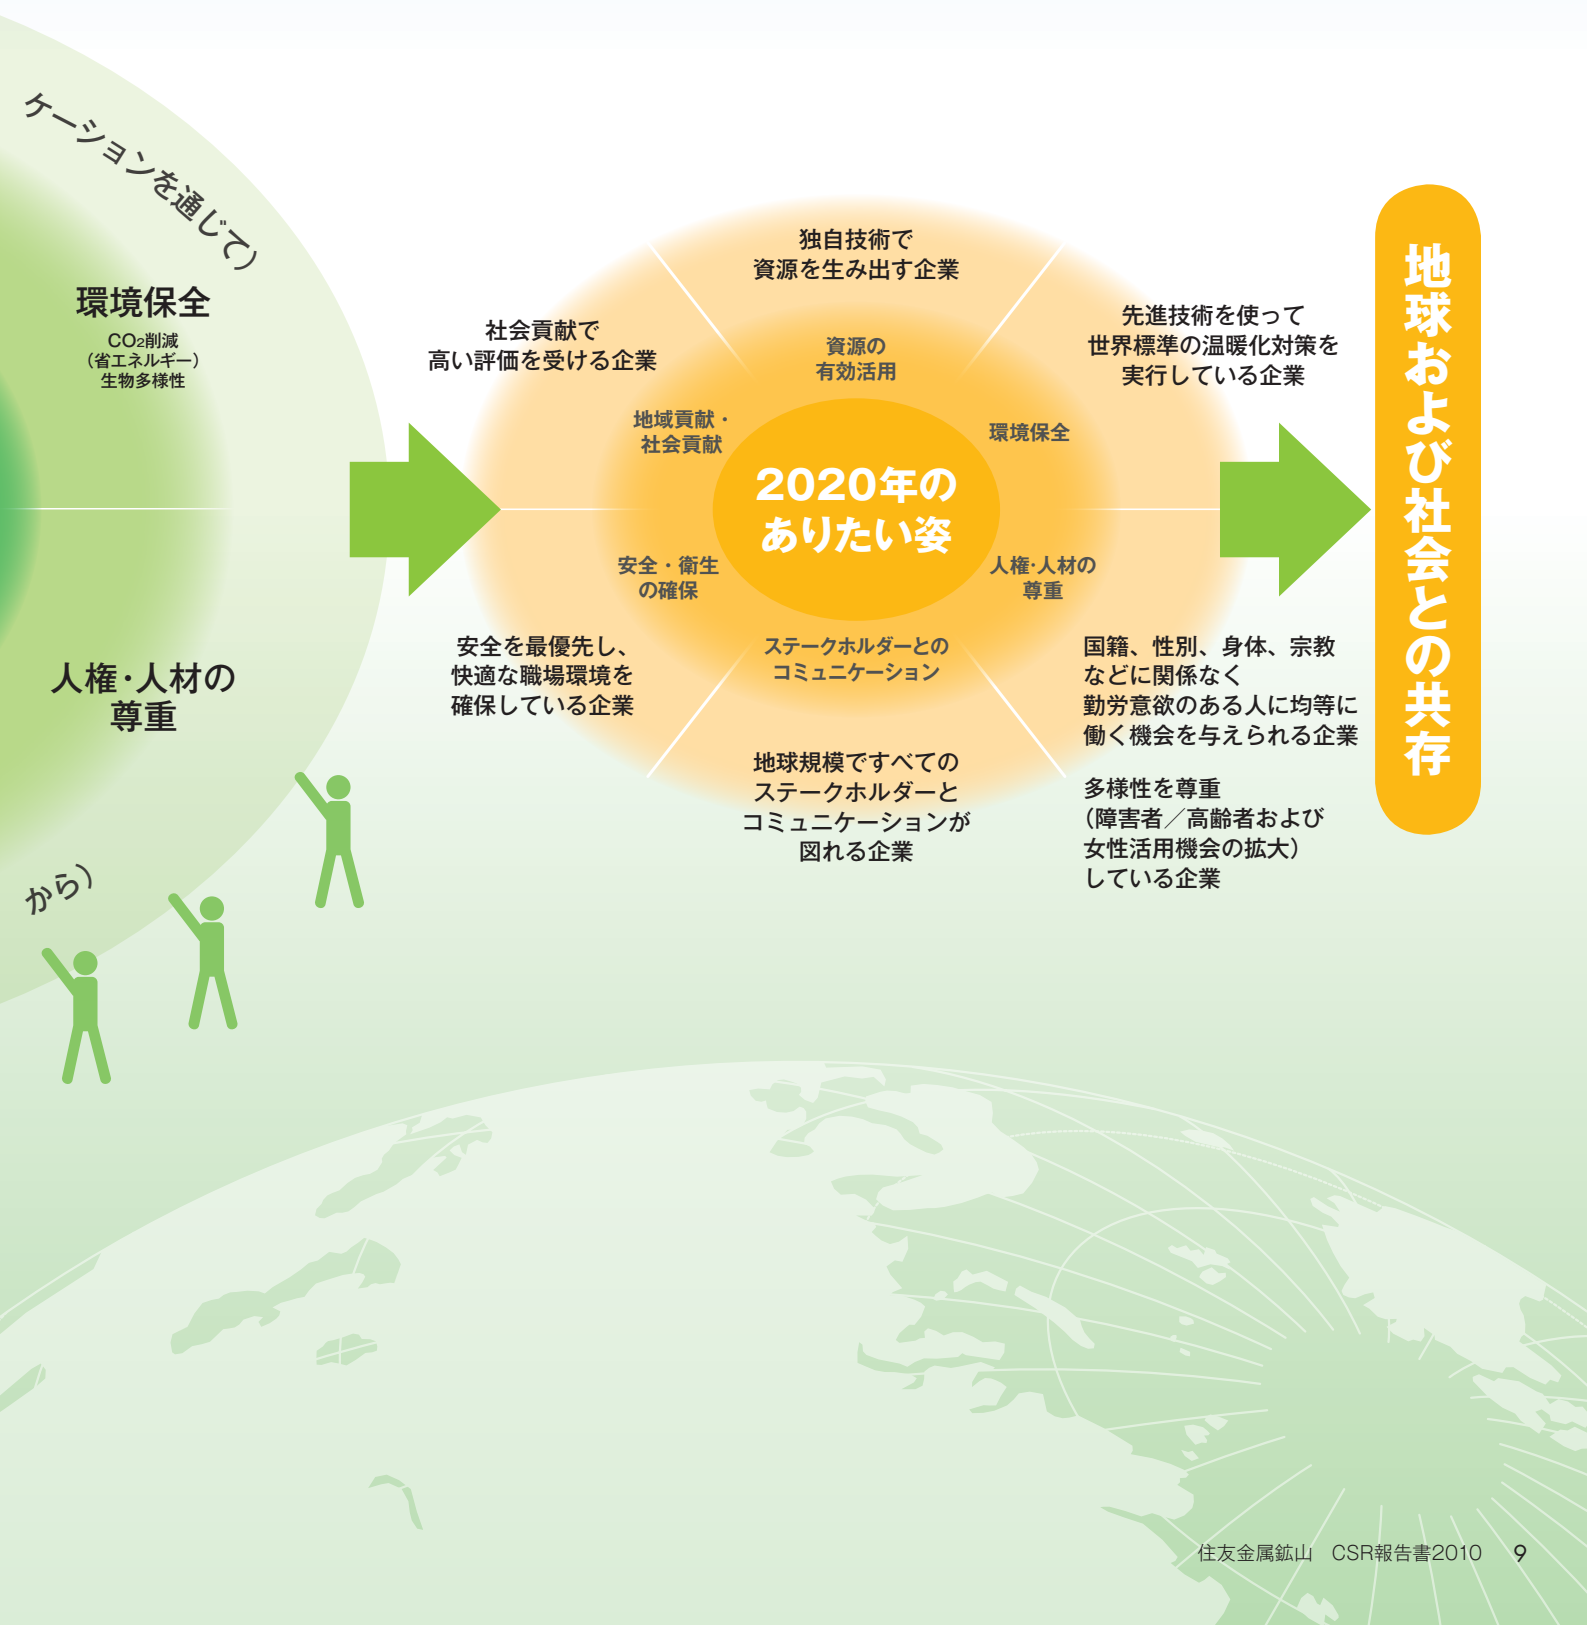 ケーションを通じて）
環境保全
CO2削減
（省エネルギー）
生物多様性
人権・人材の
尊重
から）
独自技術で
資源を生み出す企業
社会貢献で
高い評価を受ける企業
先進技術を使って
世界標準の温暖化対策を
実行している企業
資源の
有効活用
地域貢献・
社会貢献
環境保全
2020年の
ありたい姿
安全・衛生
の確保
人権・人材の
尊重
ステークホルダーとの
コミュニケーション
安全を最優先し、
快適な職場環境を
確保している企業
地球規模ですべての
ステークホルダーと
コミュニケーションが
図れる企業
国籍、性別、身体、宗教
などに関係なく
勤労意欲のある人に均等に
働く機会を与えられる企業
多様性を尊重
（障害者／高齢者および
女性活用機会の拡大）
している企業
地球および社会との共存
住友金属鉱山　CSR報告書2010　9